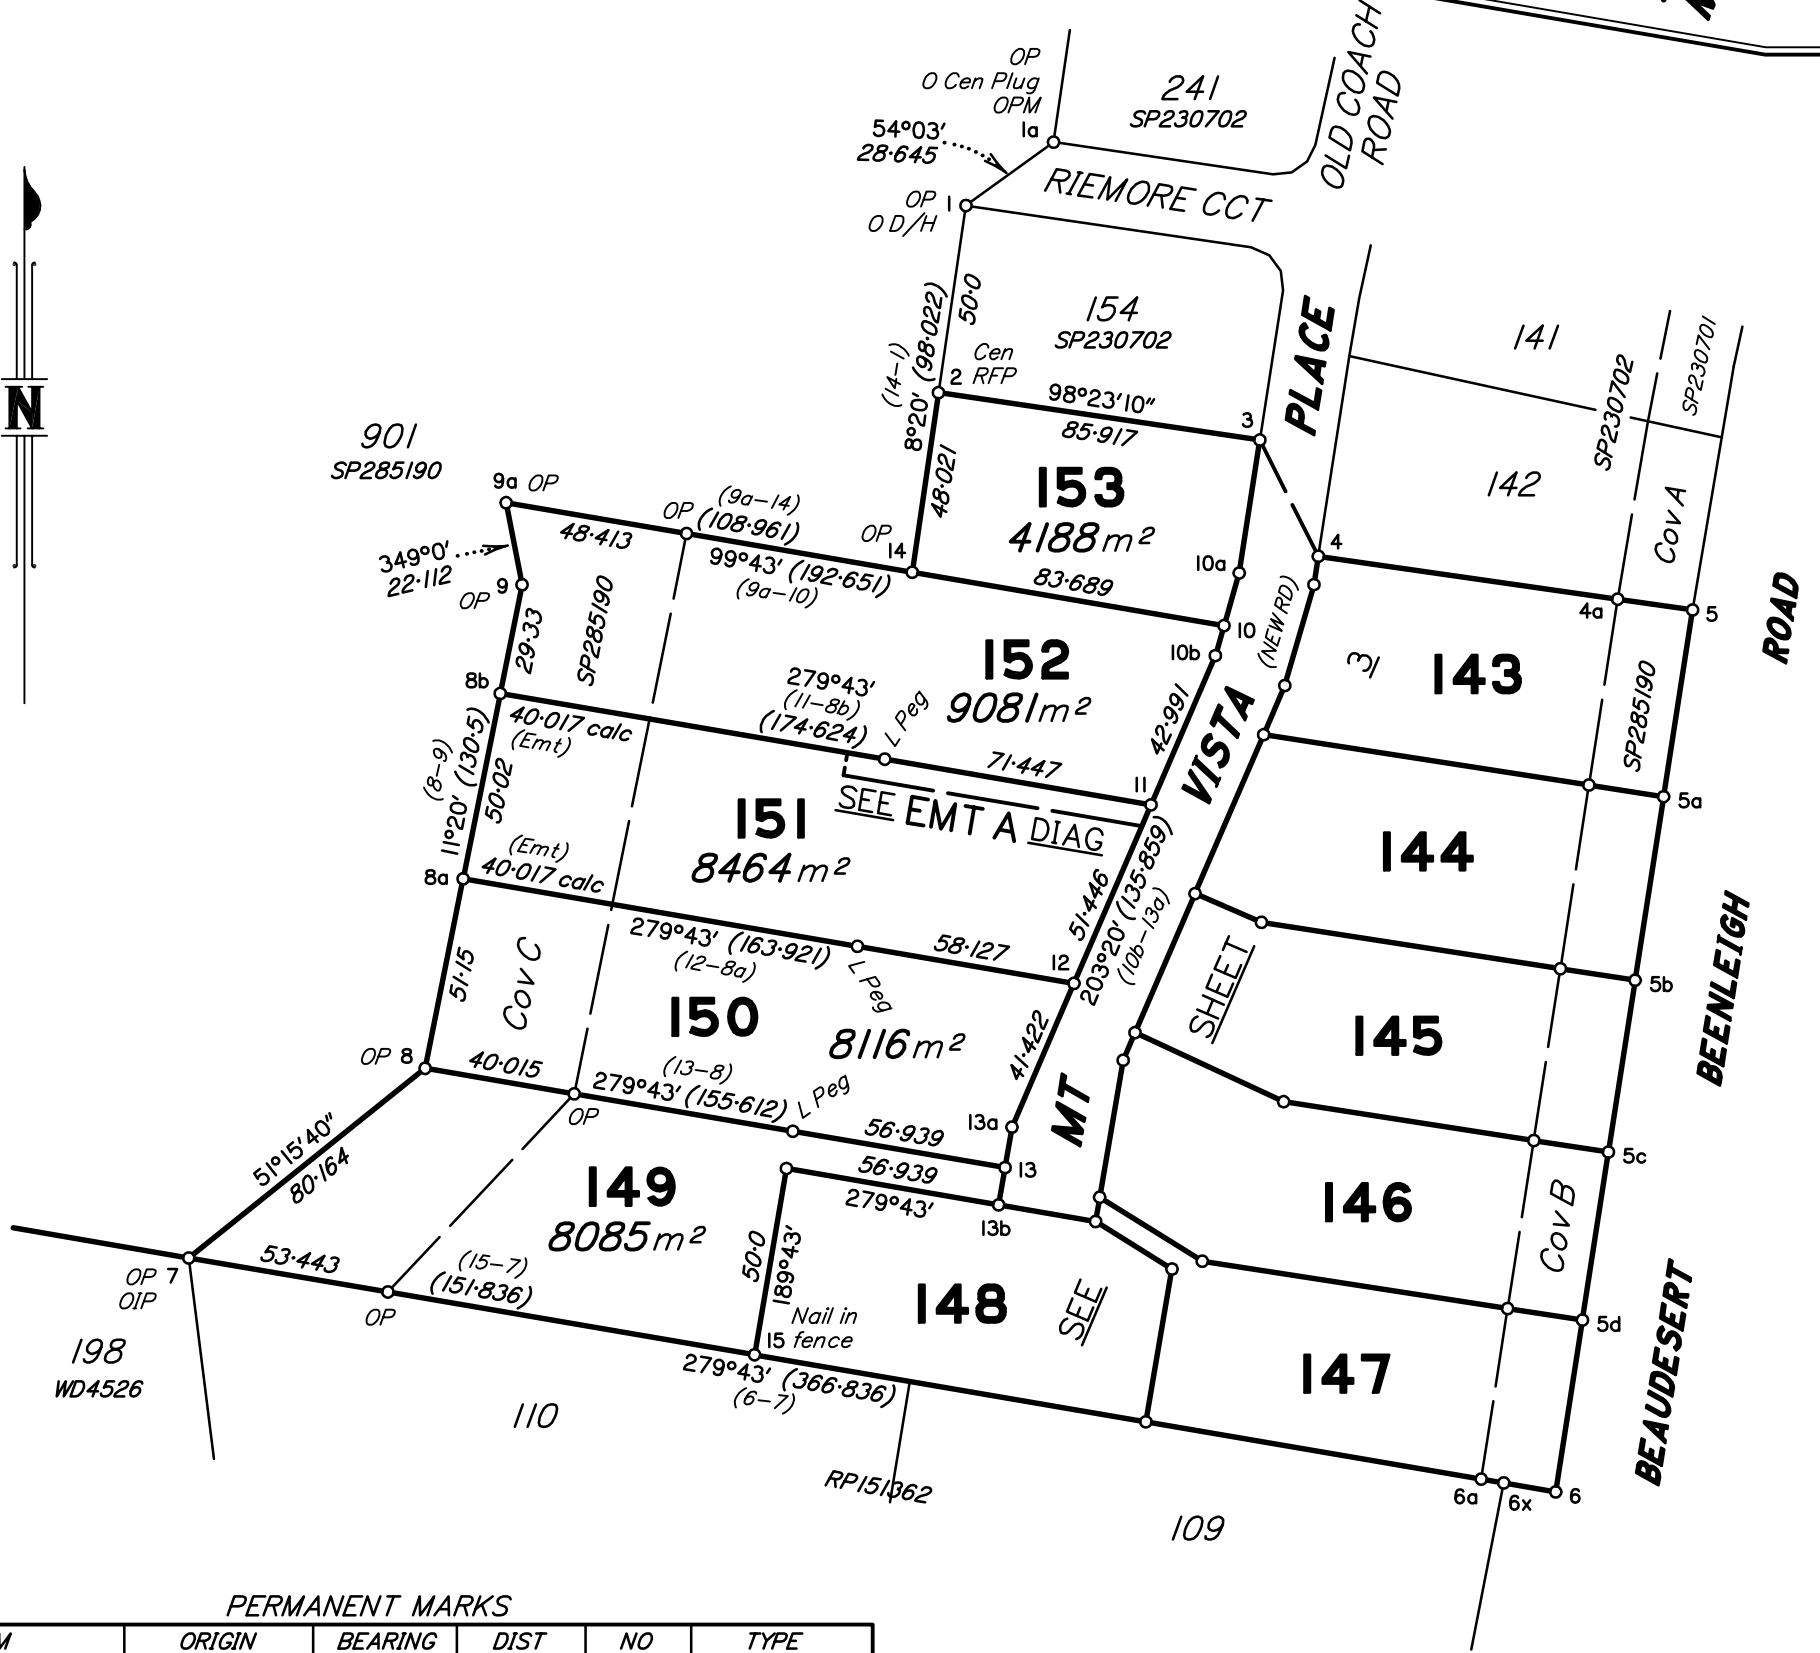 OP
O Cen Plug
OPM
1a
241
SP230702
OLD COACH
ROAD
54°03'
28·645
RIEMORE CCT
OP
O D/H
1
N
154
SP230702
50·0
(14-1)
8°20' (98·022)
2
Cen
RFP
98°23'10"
85·917
3
PLACE
141
SP230702
SP230701
142
Cov A
901
SP285190
9a OP
OP
(9a-14)
(108·961)
48·413
OP
14
48·021
153
4188m²
10a
4
349°0'
22·112
OP 9
99°43' (192·651)
(9a-10)
83·689
10
(NEW RD)
4a
5
29·33
SP285190
152
9081m²
10b
3
143
SP285190
ROAD
8b
279°43'
(11-8b)
(174·624)
L Peg
42·991
VISTA
40·017 calc
(Emt)
71·447
11
5a
(8-9)
11°20' (130·5)
50·02
151
8464m²
SEE EMT A DIAG
144
(Emt)
40·017 calc
8a
279°43' (163·921)
(12-8a)
L Peg
58·127
12
51·446
203°20' (135·859)
(10b-13a)
SHEET
5b
BEENLEIGH
51·15
Cov C
150
8116m²
41·422
145
OP 8
40·015
(13-8)
279°43' (155·612)
L Peg
OP
56·939
13a
MT
13
5c
51°15'40"
80·164
149
8085m²
56·939
279°43'
13b
146
Cov B
50·0
189°43'
53·443
(15-7)
(151·836)
OP 7
OIP
OP
Nail in
15 fence
148
SEE
5d
147
BEAUDESERT
198
WD4526
279°43' (366·836)
(6-7)
110
RP151362
109
6a
6x
6
PERMANENT MARKS
M ORIGIN BEARING DIST NO TYPE